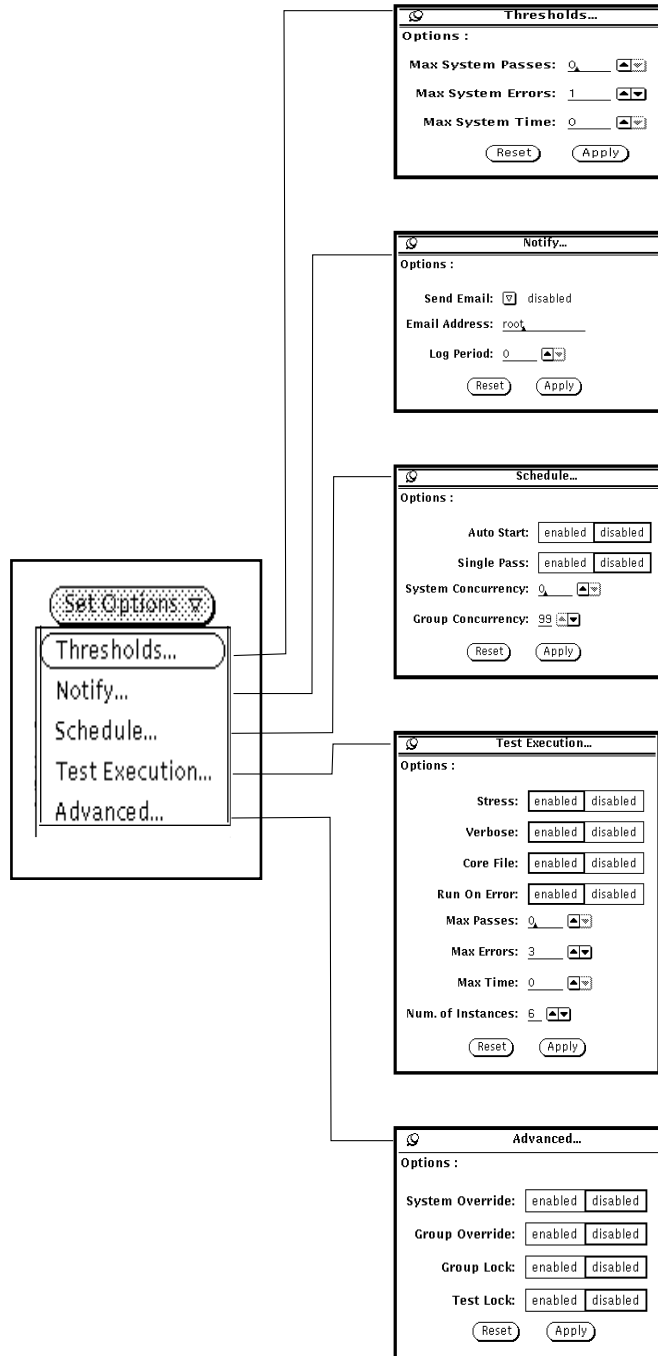 Thresholds...
Options :
Max System Passes: 0
Max System Errors: 1
Max System Time: 0
Reset Apply
Notify...
Options :
Send Email: disabled
Email Address: root
Log Period: 0
Reset Apply
Schedule...
Options :
Auto Start: enabled disabled
Single Pass: enabled disabled
System Concurrency: 0
Group Concurrency: 99
Reset Apply
Set Options
Thresholds...
Notify...
Schedule...
Test Execution...
Advanced...
Test Execution...
Options :
Stress: enabled disabled
Verbose: enabled disabled
Core File: enabled disabled
Run On Error: enabled disabled
Max Passes: 0
Max Errors: 3
Max Time: 0
Num. of Instances: 6
Reset Apply
Advanced...
Options :
System Override: enabled disabled
Group Override: enabled disabled
Group Lock: enabled disabled
Test Lock: enabled disabled
Reset Apply